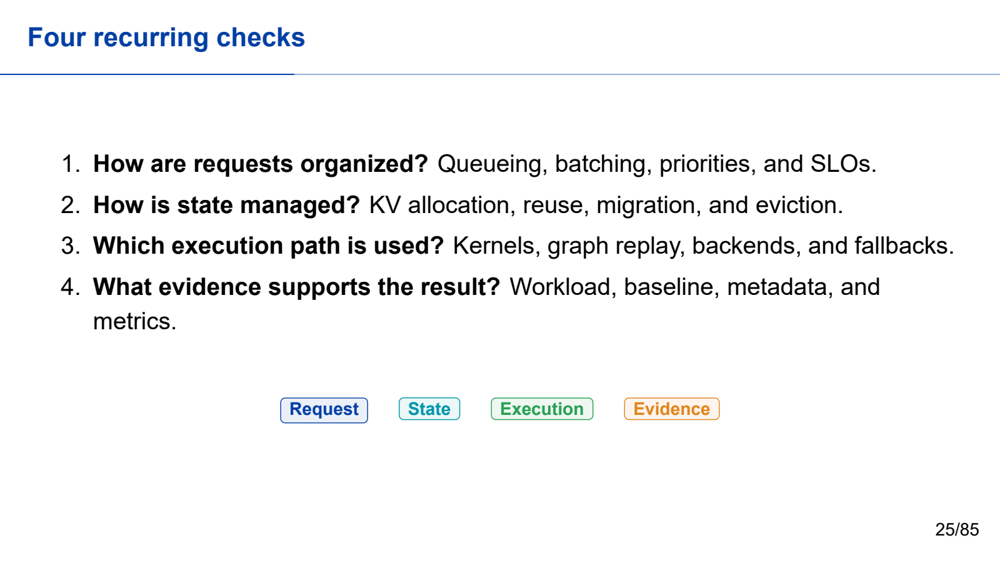 Four recurring checks
1. How are requests organized? Queueing, batching, priorities, and SLOs.
2. How is state managed? KV allocation, reuse, migration, and eviction.
3. Which execution path is used? Kernels, graph replay, backends, and fallbacks.
4. What evidence supports the result? Workload, baseline, metadata, and
metrics.
Request State Execution Evidence
25/85